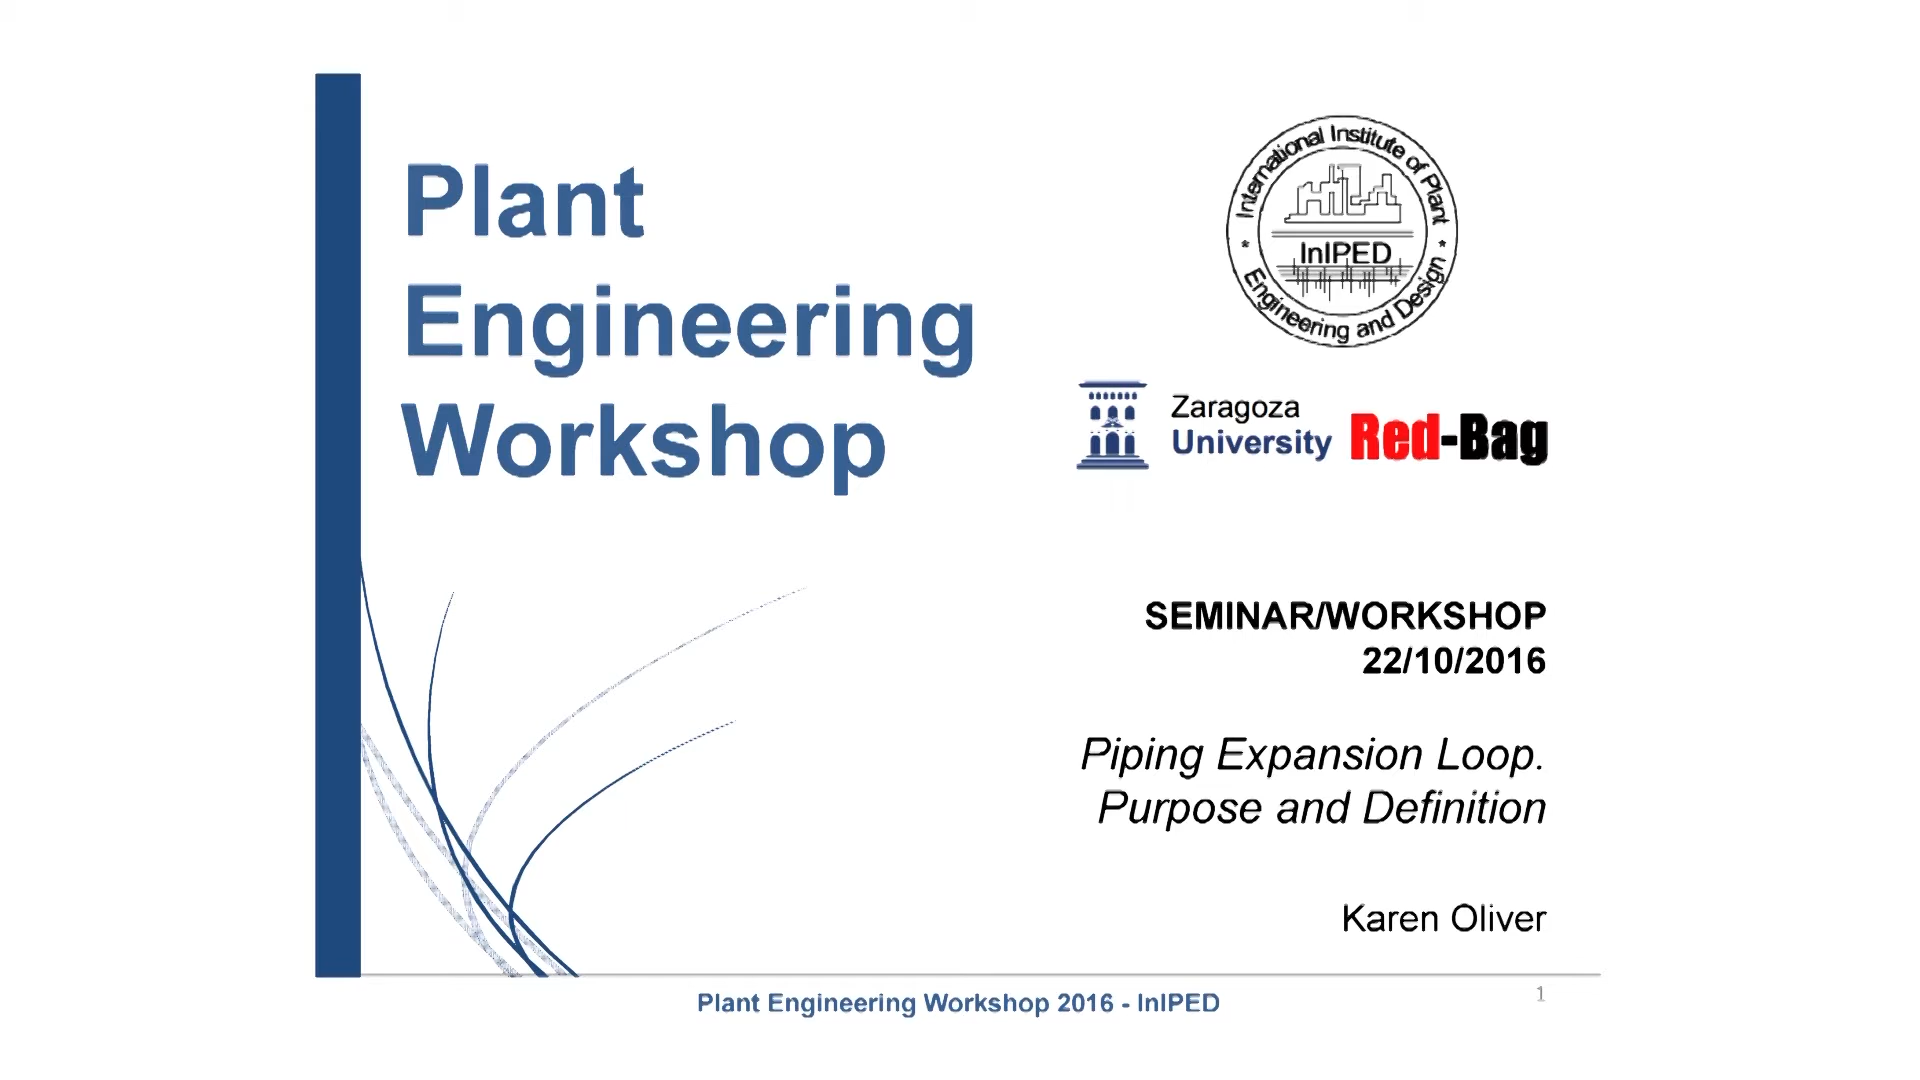 Plant
Engineering
Workshop
International Institute of Plant
InIPED
* Engineering and Design *
Zaragoza
University
Red-Bag
SEMINAR/WORKSHOP
22/10/2016
Piping Expansion Loop.
Purpose and Definition
Karen Oliver
Plant Engineering Workshop 2016 - InIPED
1